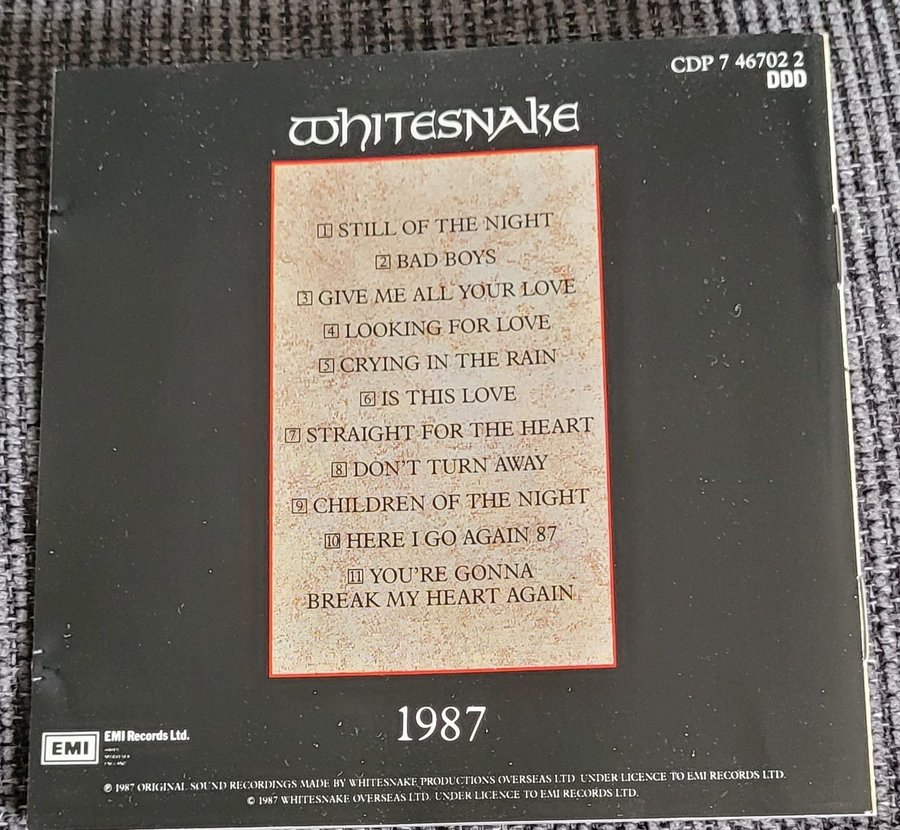 CDP 7 46702 2
DDD
WHITESNAKE
1 STILL OF THE NIGHT
2 BAD BOYS
3 GIVE ME ALL YOUR LOVE
4 LOOKING FOR LOVE
5 CRYING IN THE RAIN
6 IS THIS LOVE
7 STRAIGHT FOR THE HEART
8 DON'T TURN AWAY
9 CHILDREN OF THE NIGHT
10 HERE I GO AGAIN 87
11 YOU'RE GONNA
BREAK MY HEART AGAIN
1987
EMI EMI Records Ltd.
℗ 1987 ORIGINAL SOUND RECORDINGS MADE BY WHITESNAKE PRODUCTIONS OVERSEAS LTD UNDER LICENCE TO EMI RECORDS LTD.
© 1987 WHITESNAKE OVERSEAS LTD. UNDER LICENCE TO EMI RECORDS LTD.